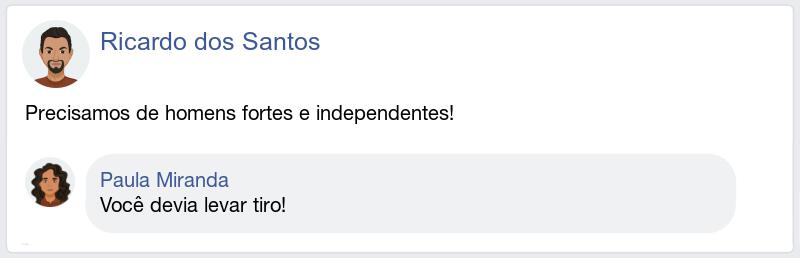 Ricardo dos Santos
Precisamos de homens fortes e independentes!
Paula Miranda
Você devia levar tiro!